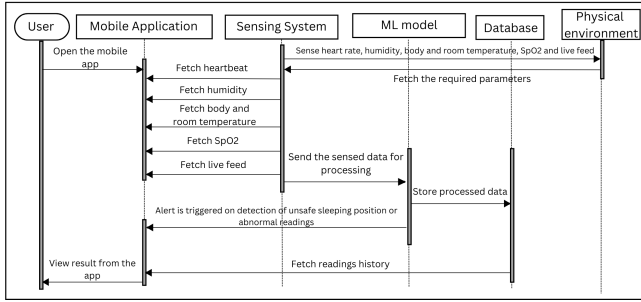 User
Mobile Application
Sensing System
ML model
Database
Physical
environment
Open the mobile
app
Sense heart rate, humidity, body and room temperature, SpO2 and live feed
Fetch heartbeat
Fetch the required parameters
Fetch humidity
Fetch body and
room temperature
Fetch SpO2
Fetch live feed
Send the sensed data for
processing
Store processed data
Alert is triggered on detection of unsafe sleeping position or
abnormal readings
View result from the
app
Fetch readings history